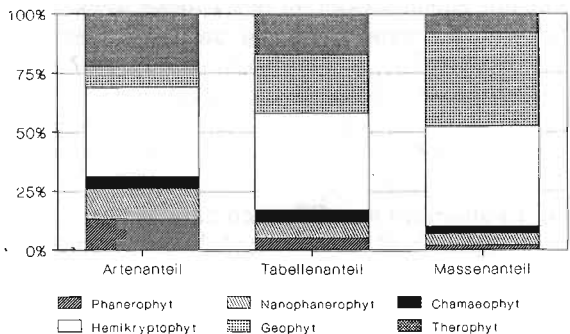 100%
75%
50%
25%
0%
Artenanteil Tabellenanteil Massenanteil
Phanerophyt Nanophanerophyt Chamaeophyt
Hemikryptophyt Geophyt Therophyt